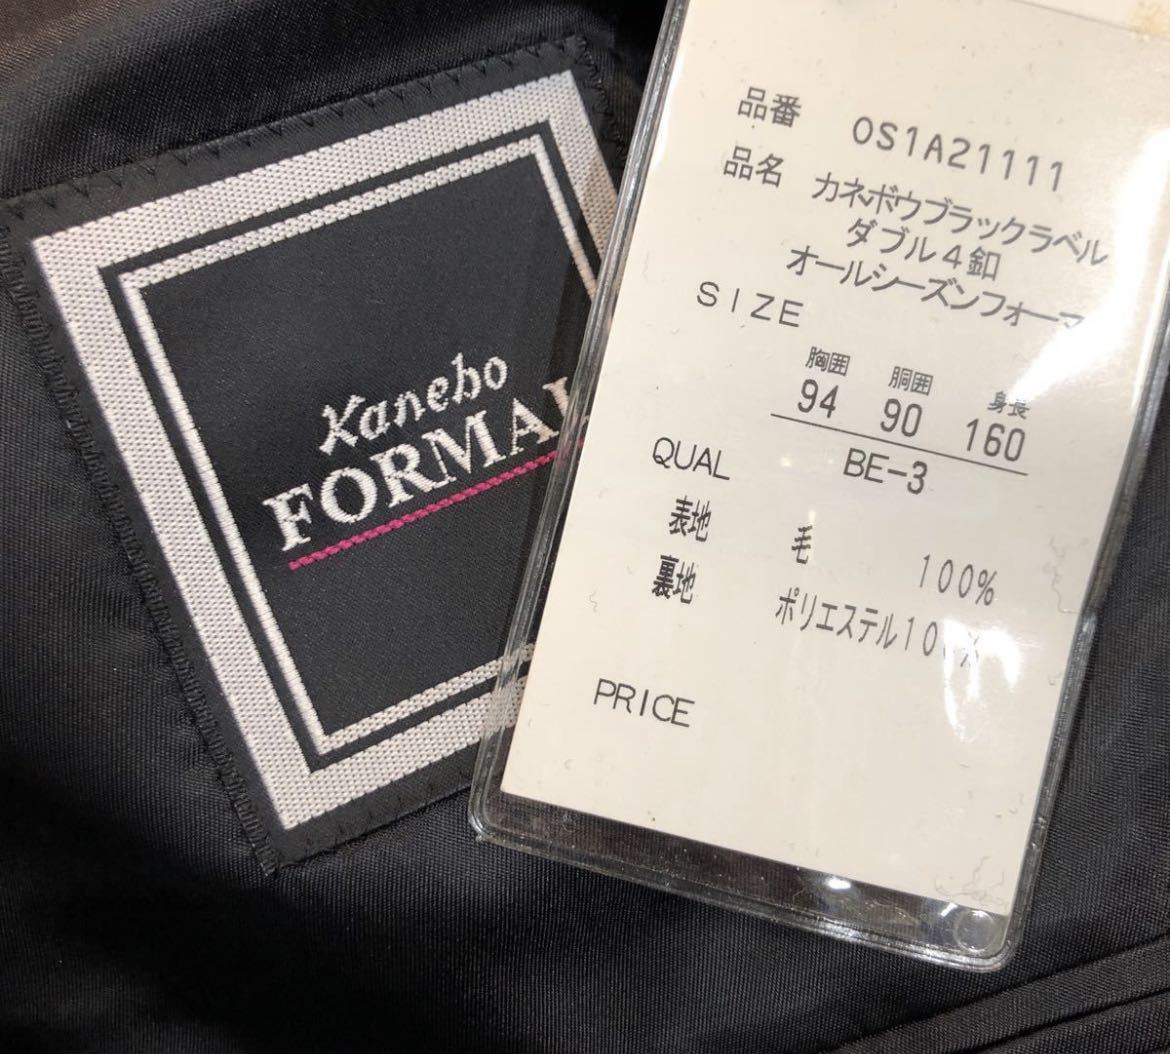 Kanebo
FORMAL
品番 OS1A21111
品名 カネボウブラックラベル
ダブル4釦
オールシーズンフォーマ
SIZE
胸囲 胴囲 身長
94 90 160
BE-3
QUAL
表地 毛 100%
裏地 ポリエステル100%
PRICE